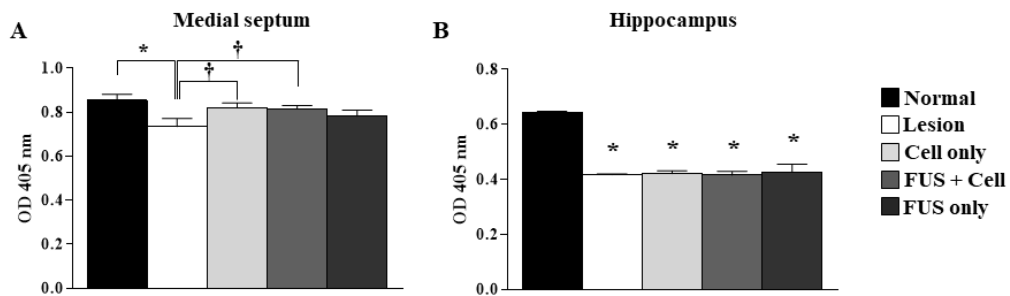 A
Medial septum
*
†
†
1.0
0.8
0.6
0.4
0.2
0.0
OD 405 nm
B
Hippocampus
0.8
0.6
0.4
0.2
0.0
OD 405 nm
* * * *
Normal
Lesion
Cell only
FUS + Cell
FUS only